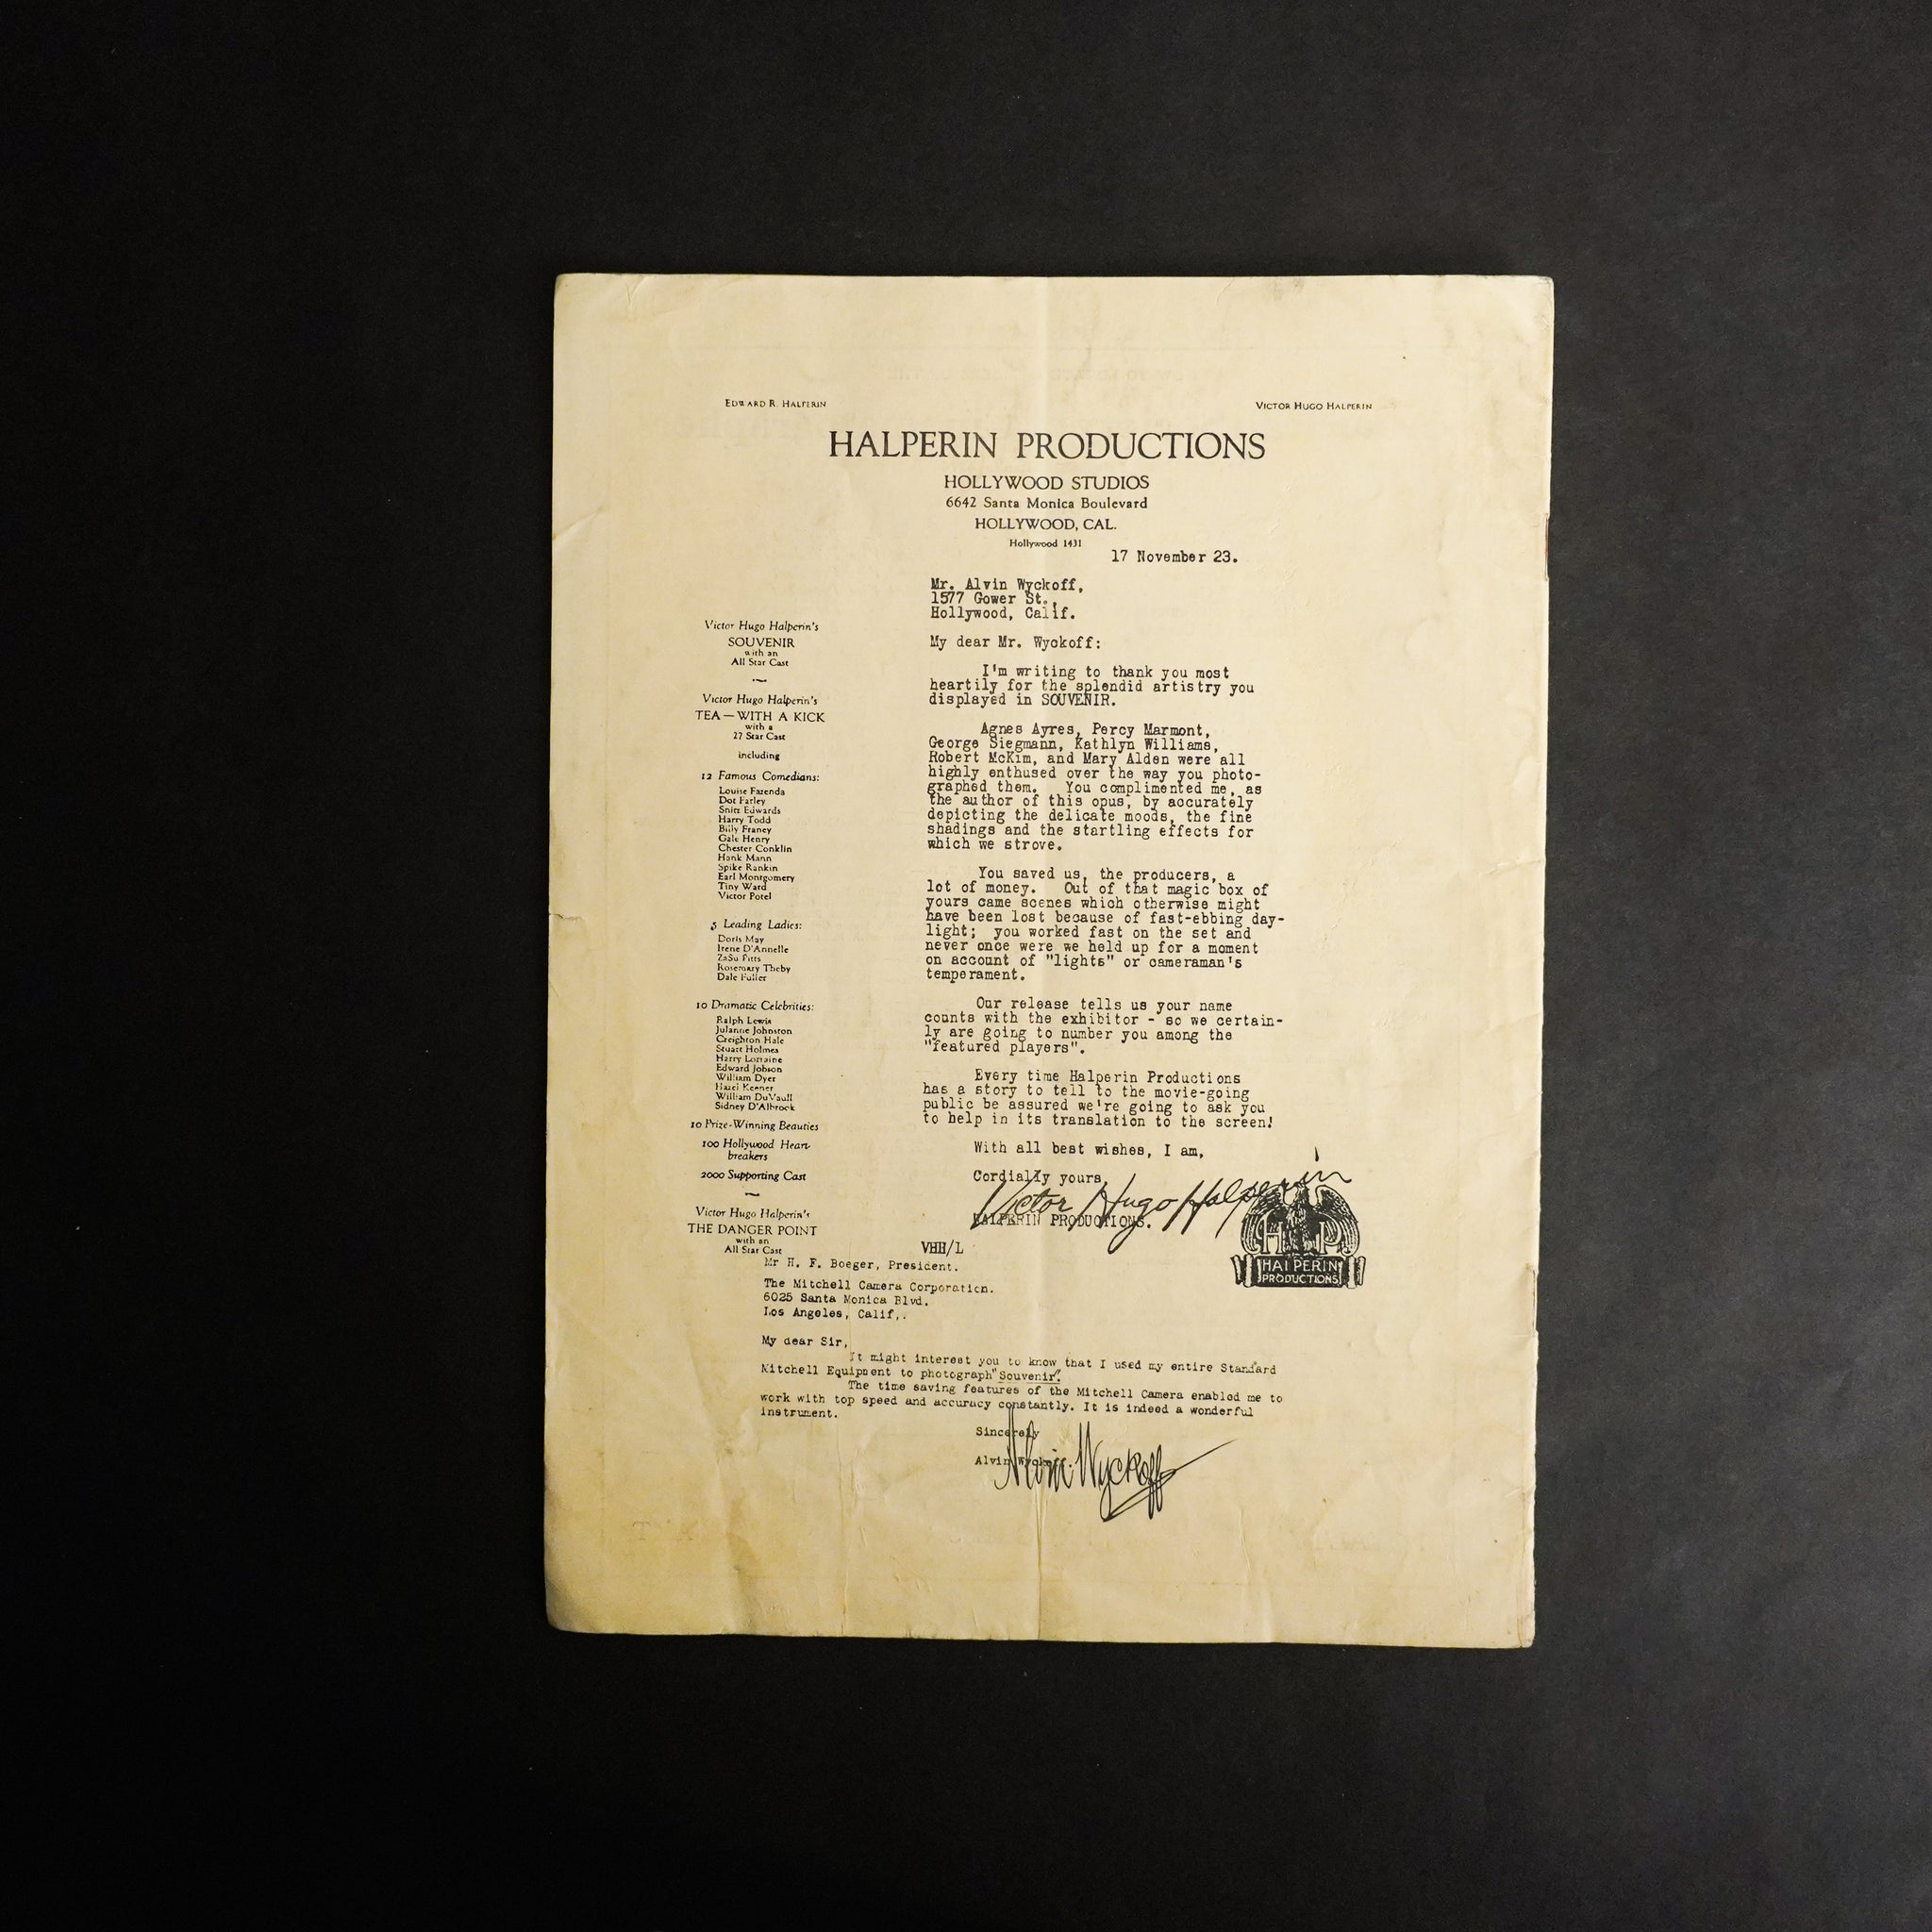 EDWARD R. HALPERIN
VICTOR HUGO HALPERIN
HALPERIN PRODUCTIONS
HOLLYWOOD STUDIOS
6642 Santa Monica Boulevard
HOLLYWOOD, CAL.
Hollywood 1431
17 November 23.
Mr. Alvin Wyckoff,
1577 Gower St.,
Hollywood, Calif.
My dear Mr. Wyckoff:
I'm writing to thank you most
heartily for the splendid artistry you
displayed in SOUVENIR.
Agnes Ayres, Percy Marmont,
George Siegmann, Kathlyn Williams,
Robert McKim, and Mary Alden were all
highly enthused over the way you photo-
graphed them. You complimented me, as
the author of this opus, by accurately
depicting the delicate moods, the fine
shadings and the startling effects for
which we strove.
You saved us, the producers, a
lot of money. Out of that magic box of
yours came scenes which otherwise might
have been lost because of fast-ebbing day-
light; you worked fast on the set and
never once were we held up for a moment
on account of "lights" or cameraman's
temperament.
Our release tells us your name
counts with the exhibitor - so we certain-
ly are going to number you among the
"featured players".
Every time Halperin Productions
has a story to tell to the movie-going
public be assured we're going to ask you
to help in its translation to the screen!
With all best wishes, I am,
Cordially yours,
Victor Hugo Halperin
HALPERIN PRODUCTIONS.
VHH/L
H P
HALPERIN
PRODUCTIONS
Victor Hugo Halperin's
SOUVENIR
with an
All Star Cast
Victor Hugo Halperin's
TEA—WITH A KICK
with a
27 Star Cast
including
12 Famous Comedians:
Louise Fazenda
Dot Farley
Snitz Edwards
Harry Todd
Billy Franey
Gale Henry
Chester Conklin
Hank Mann
Spike Rankin
Earl Montgomery
Tiny Ward
Victor Potel
5 Leading Ladies:
Doris May
Irene D'Annelle
ZaSu Pitts
Rosemary Theby
Dale Fuller
10 Dramatic Celebrities:
Ralph Lewis
Julanne Johnston
Creighton Hale
Stuart Holmes
Harry Lorraine
Edward Jobson
William Dyer
Hazel Keener
William DuVaull
Sidney D'Albrook
10 Prize-Winning Beauties
100 Hollywood Heart
breakers
2000 Supporting Cast
Victor Hugo Halperin's
THE DANGER POINT
with an
All Star Cast
Mr H. F. Boeger, President.
The Mitchell Camera Corporation.
6025 Santa Monica Blvd.
Los Angeles, Calif,.
My dear Sir,
It might interest you to know that I used my entire Standard
Mitchell Equipment to photograph "Souvenir".
The time saving features of the Mitchell Camera enabled me to
work with top speed and accuracy constantly. It is indeed a wonderful
instrument.
Sincerely
Alvin Wyckoff.
Alvin Wyckoff